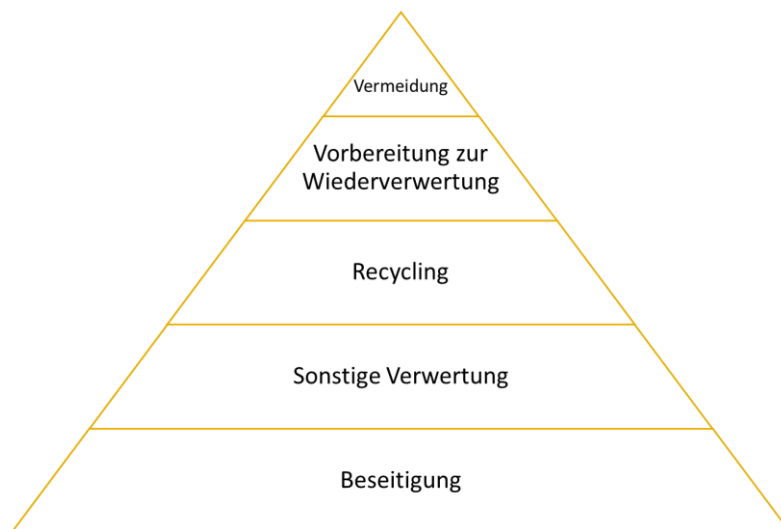 Vermeidung
Vorbereitung zur
Wiederverwertung
Recycling
Sonstige Verwertung
Beseitigung